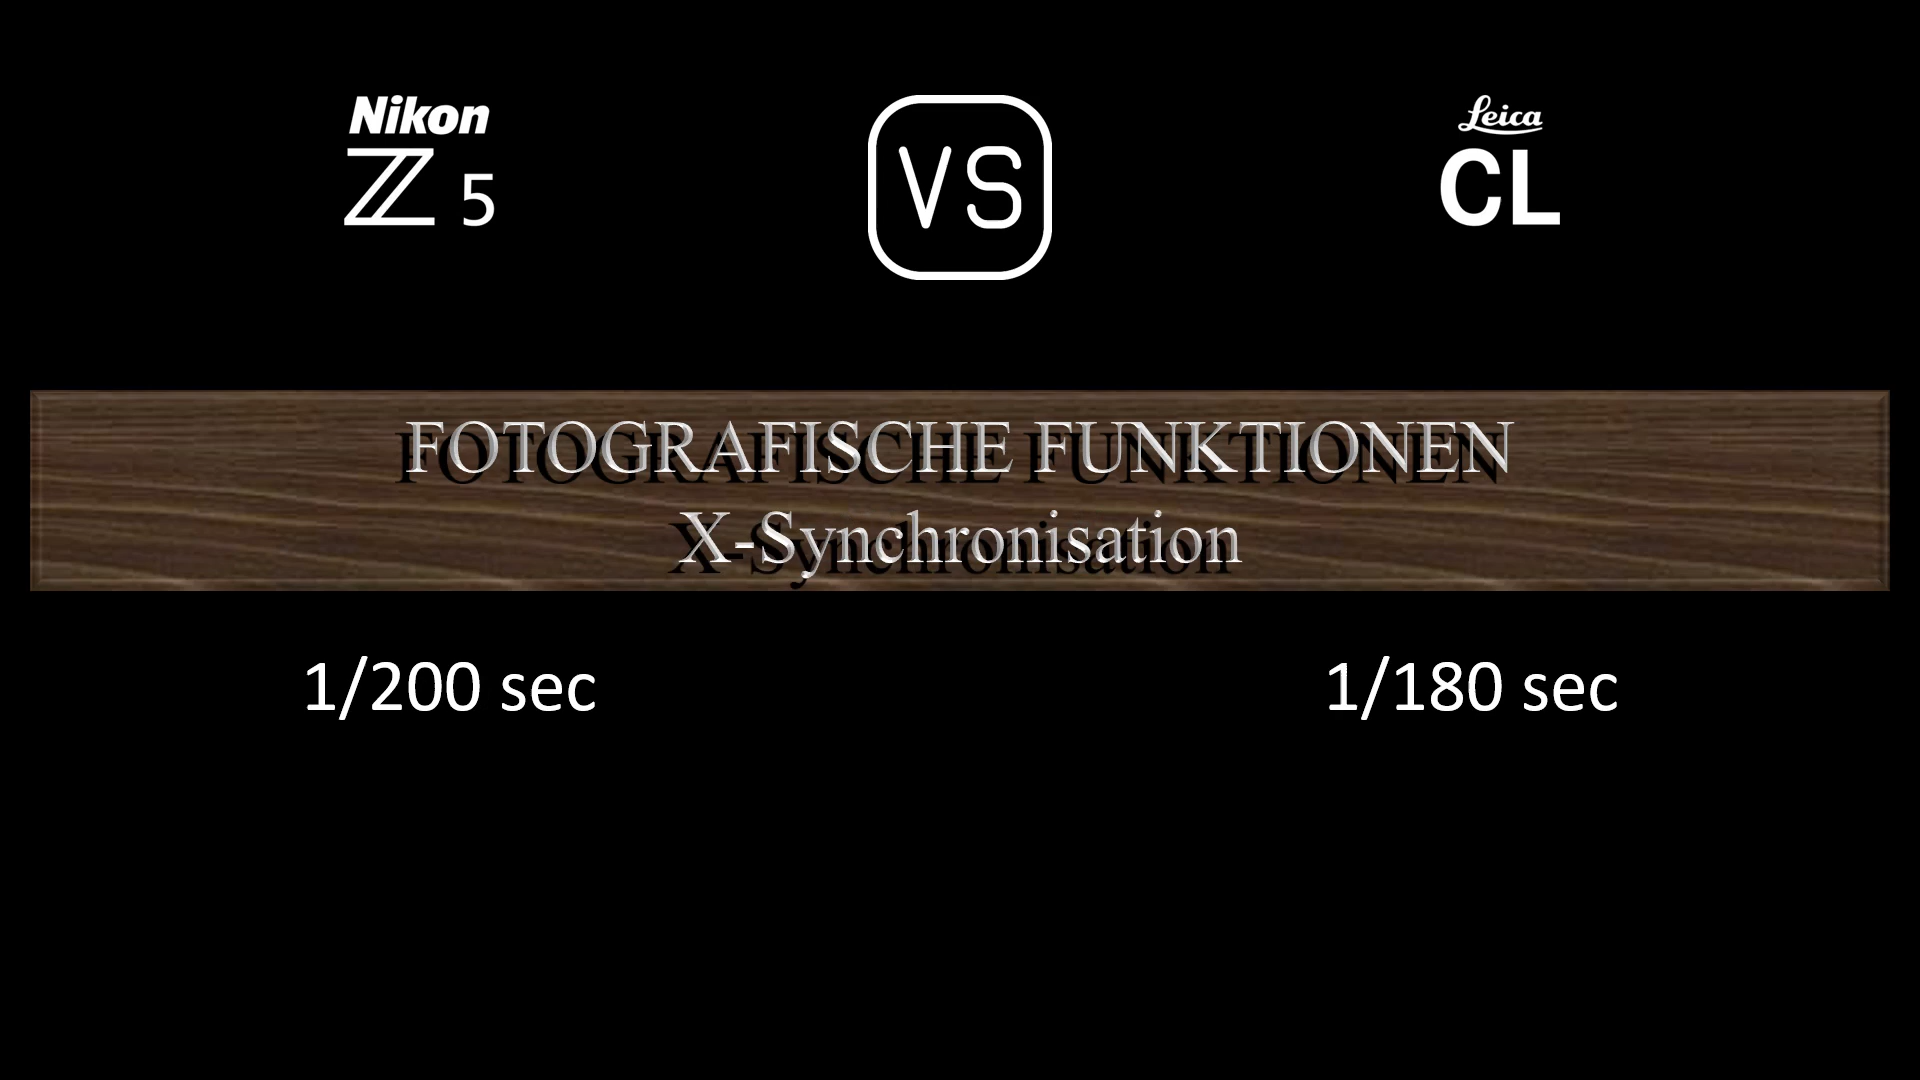 Nikon
Z 5
VS
Leica
CL
FOTOGRAFISCHE FUNKTIONEN
X-Synchronisation
1/200 sec
1/180 sec